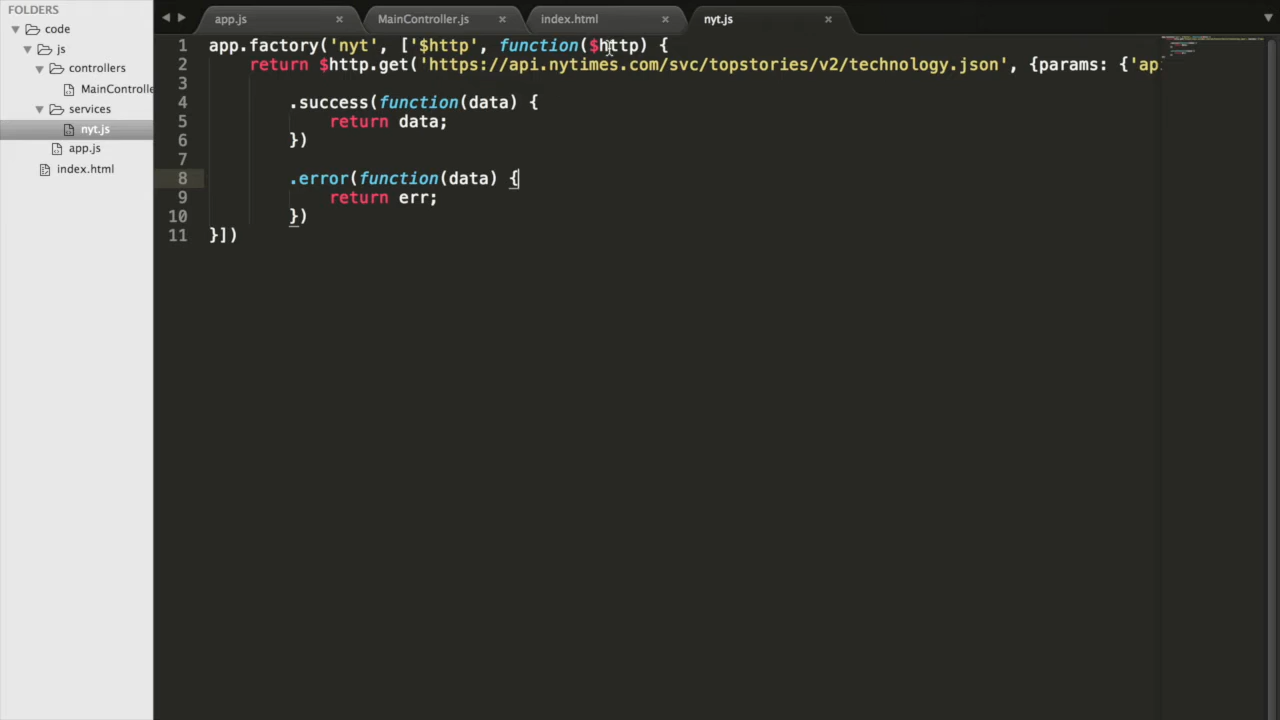 FOLDERS
code
js
controllers
MainControlle
services
nyt.js
app.js
index.html
app.js × MainController.js × index.html × nyt.js ×
1 app.factory('nyt', ['$http', function($http) {
2 return $http.get('https://api.nytimes.com/svc/topstories/v2/technology.json', {params: {'ap
3
4 .success(function(data) {
5 return data;
6 })
7
8 .error(function(data) {
9 return err;
10 })
11 }])